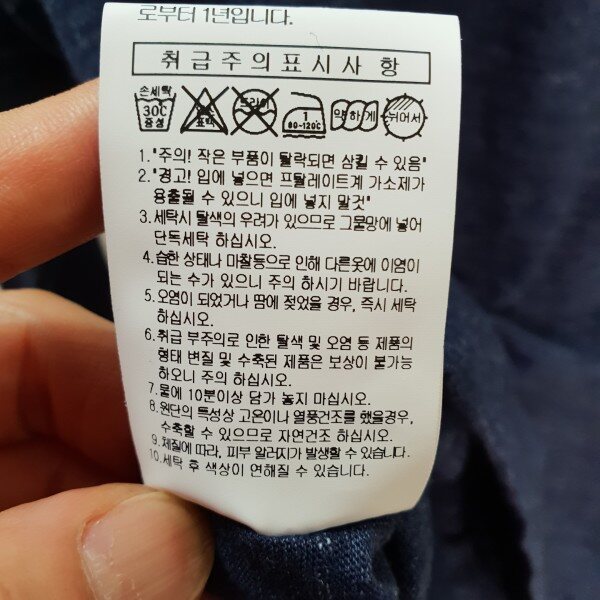 로부터 1년입니다.
취급주의표시사항
손세탁
30℃
중성
표백
드라이
1
80~120℃
약하게
뉘어서
1."주의! 작은 부품이 탈락되면 삼킬 수 있음"
2."경고! 입에 넣으면 프탈레이트계 가소제가
용출될 수 있으니 입에 넣지 말것"
3.세탁시 탈색의 우려가 있으므로 그물망에 넣어
단독세탁 하십시오.
4.습한 상태나 마찰등으로 인해 다른옷에 이염이
되는 수가 있으니 주의 하시기 바랍니다.
5.오염이 되었거나 땀에 젖었을 경우, 즉시 세탁
하십시오.
6.취급 부주의로 인한 탈색 및 오염 등 제품의
형태 변질 및 수축된 제품은 보상이 불가능
하오니 주의 하십시오.
7.물에 10분이상 담가 놓지 마십시오.
8.원단의 특성상 고온이나 열풍건조를 했을경우,
수축할 수 있으므로 자연건조 하십시오.
9.체질에 따라, 피부 알러지가 발생할 수 있습니다.
10.세탁 후 색상이 연해질 수 있습니다.